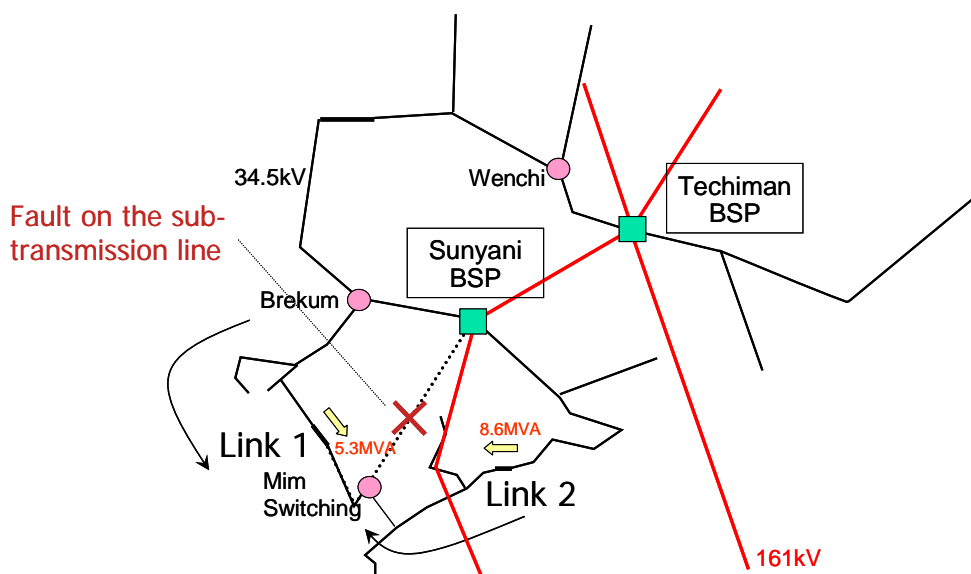 34.5kV
Wenchi
Techiman
BSP
Fault on the sub-
transmission line
Sunyani
BSP
Brekum
Link 1
5.3MVA
8.6MVA
Mim
Switching
Link 2
161kV